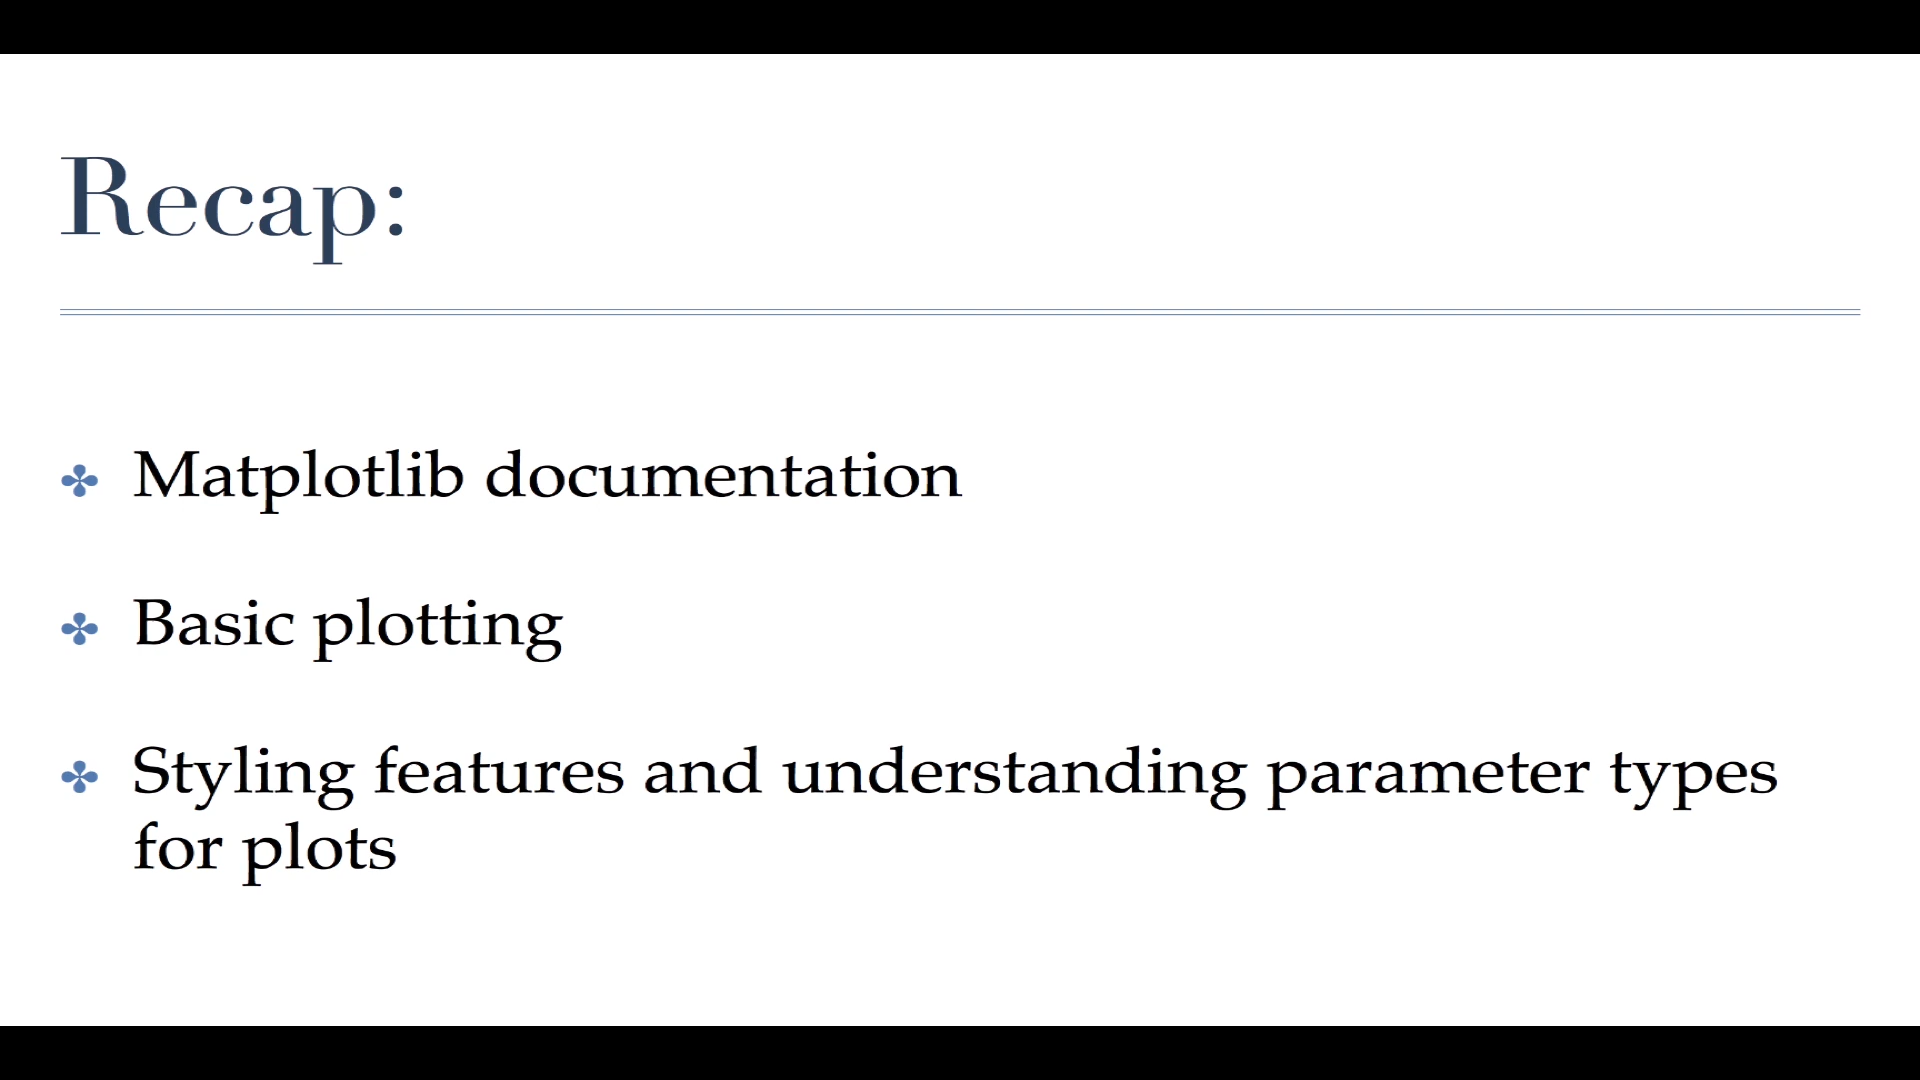 Recap:
Matplotlib documentation
Basic plotting
Styling features and understanding parameter types
for plots